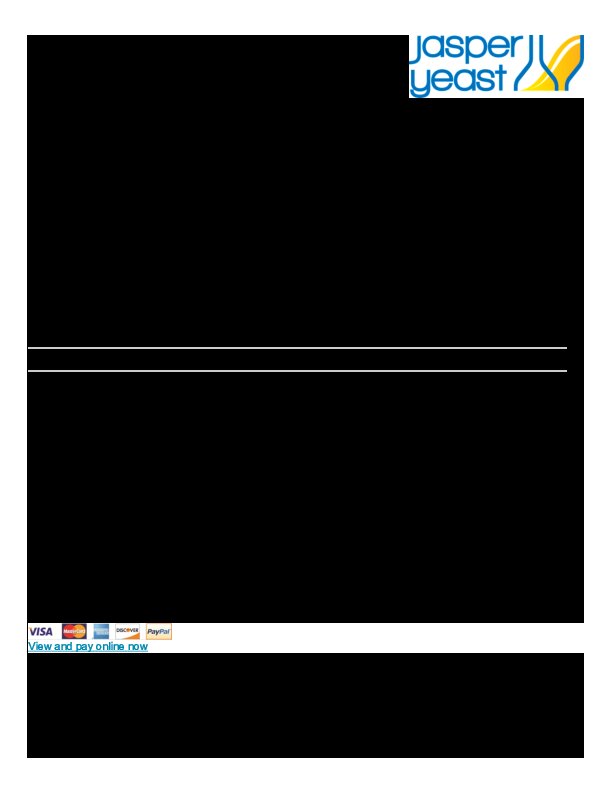 jasper
yeast
VISA MasterCard AMERICAN EXPRESS DISCOVER PayPal
View and pay online now